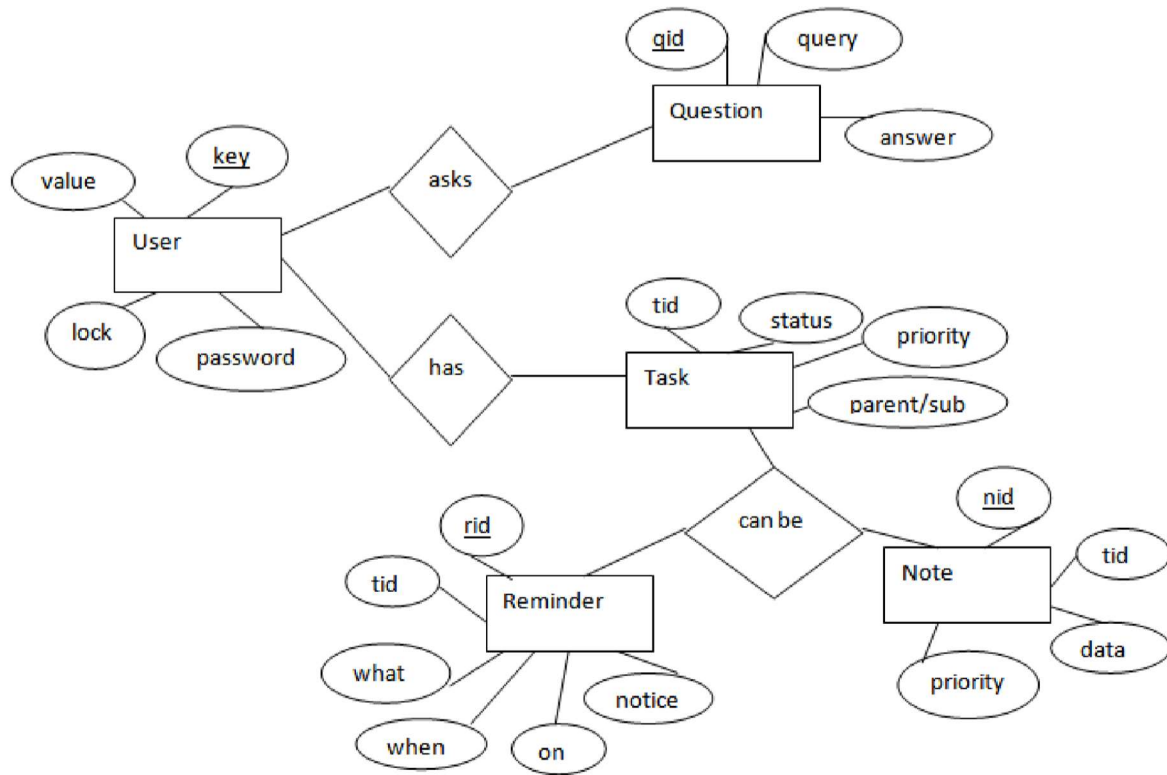 qid
query
Question
answer
key
value
asks
User
lock
password
has
tid
status
priority
Task
parent/sub
can be
nid
rid
Note
tid
tid
Reminder
data
what
notice
priority
when
on